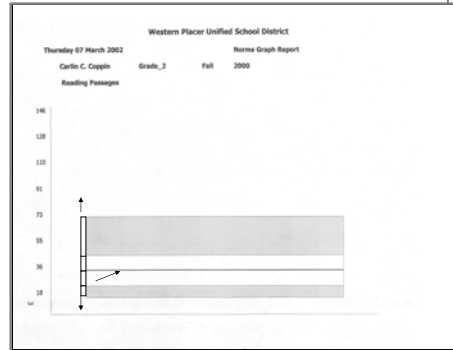 Western Placer Unified School District
Thursday 07 March 2002 Norms Graph Report
Carlin C. Coppin Grade_2 Fall 2000
Reading Passages
146
128
110
91
73
55
36
18